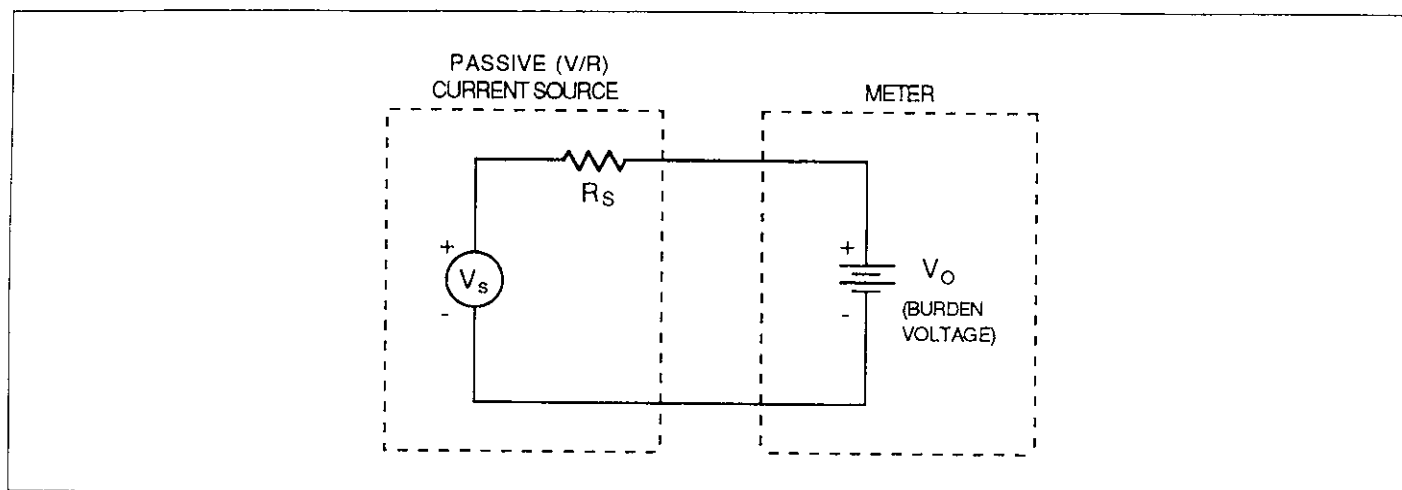 PASSIVE (V/R)
CURRENT SOURCE
METER
RS
+
Vs
-
+
VO
-
(BURDEN
VOLTAGE)